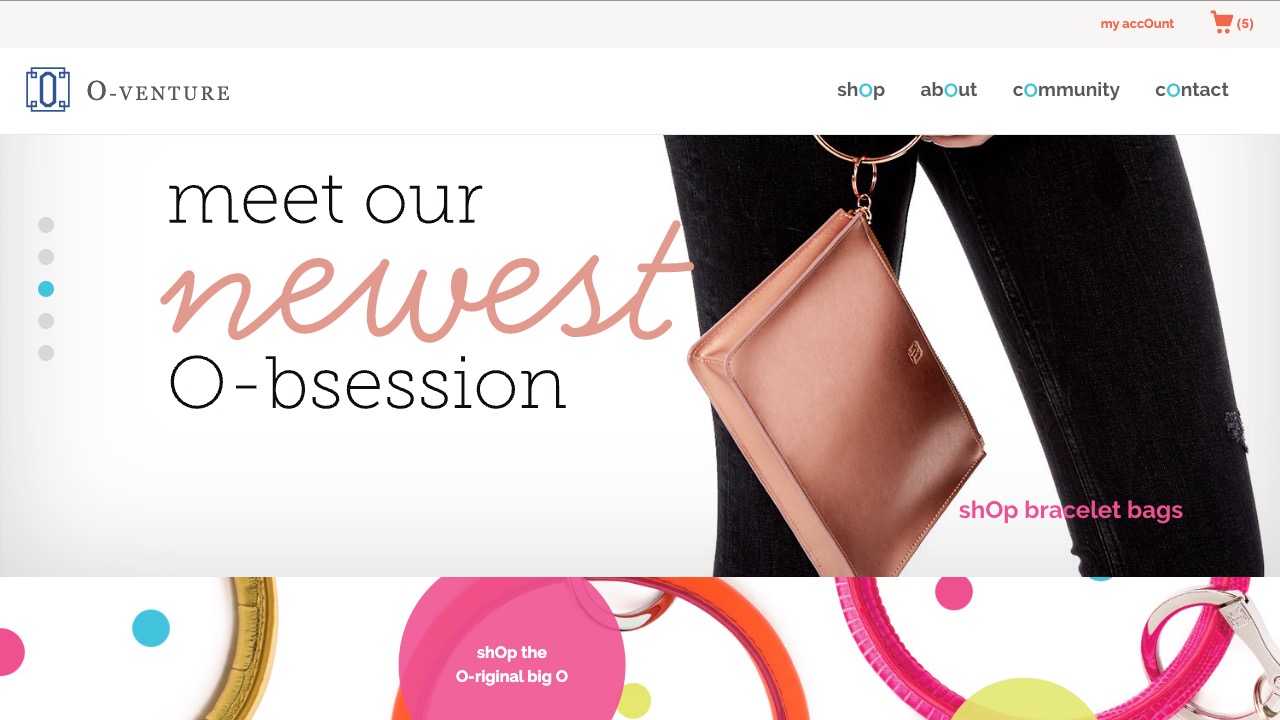 my accOunt
(5)
O-VENTURE
shOp
abOut
cOmmunity
cOntact
meet our
newest
O-bsession
shOp bracelet bags
shOp the
O-riginal big O